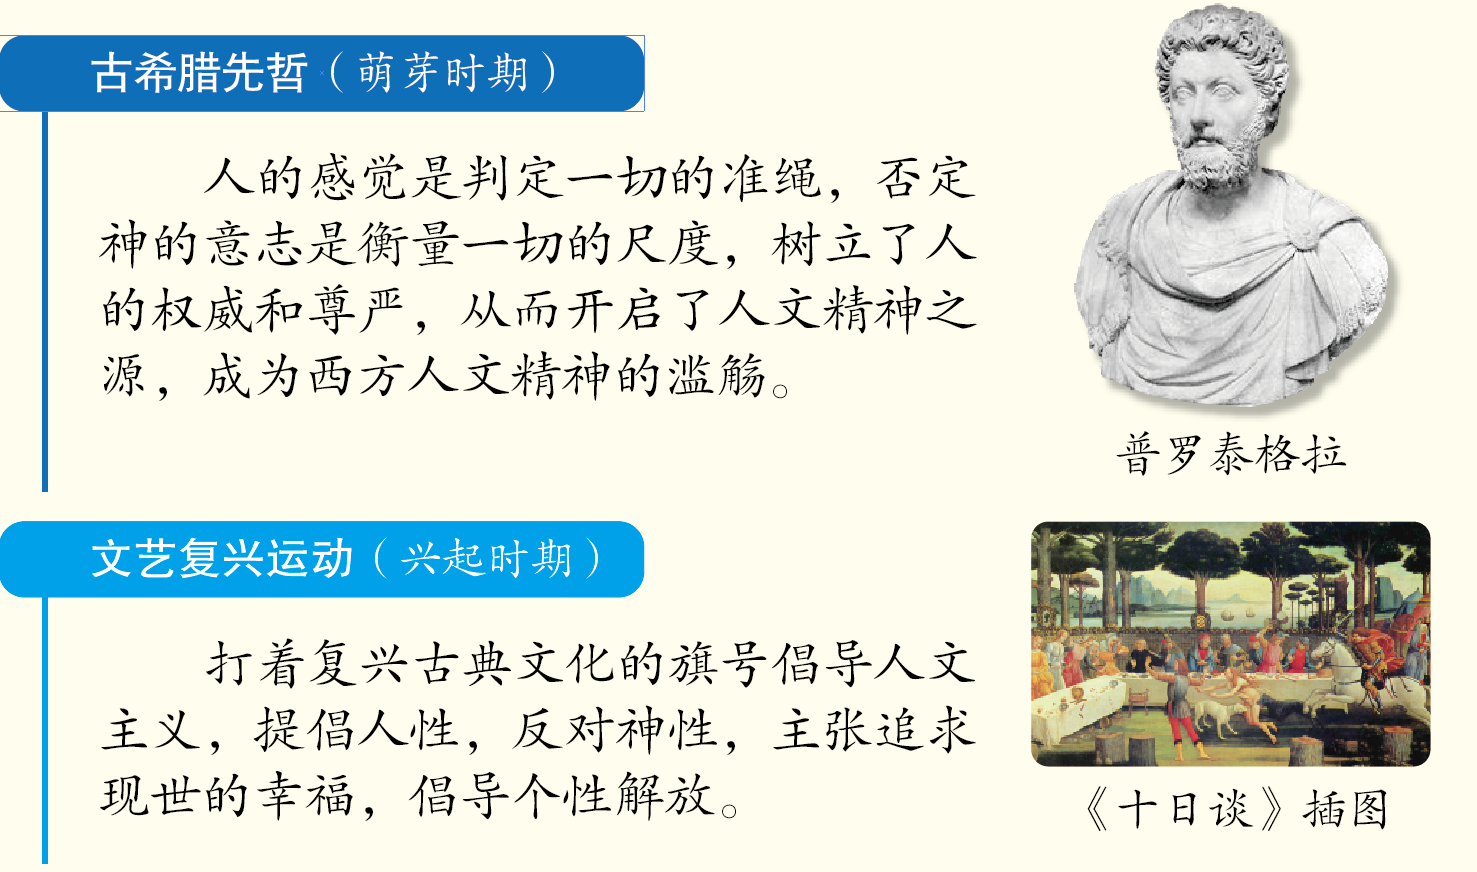 古希腊先哲（萌芽时期）
人的感觉是判定一切的准绳，否定
神的意志是衡量一切的尺度，树立了人
的权威和尊严，从而开启了人文精神之
源，成为西方人文精神的滥觞。
普罗泰格拉
文艺复兴运动（兴起时期）
打着复兴古典文化的旗号倡导人文
主义，提倡人性，反对神性，主张追求
现世的幸福，倡导个性解放。
《十日谈》插图